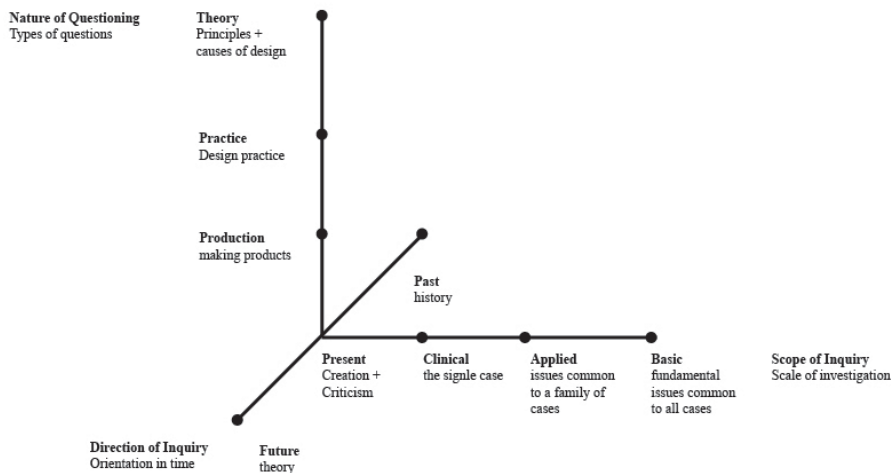 Nature of Questioning
Types of questions
Theory
Principles +
causes of design
Practice
Design practice
Production
making products
Past
history
Present
Creation +
Criticism
Clinical
the signle case
Applied
issues common
to a family of
cases
Basic
fundamental
issues common
to all cases
Scope of Inquiry
Scale of investigation
Direction of Inquiry
Orientation in time
Future
theory